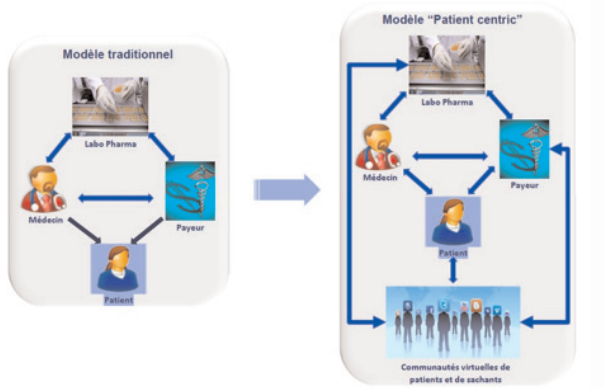 Modèle traditionnel
Labo Pharma
Médecin
Payeur
Patient
Modèle “Patient centric”
Labo Pharma
Médecin
Payeur
Patient
Communautés virtuelles de
patients et de sachants